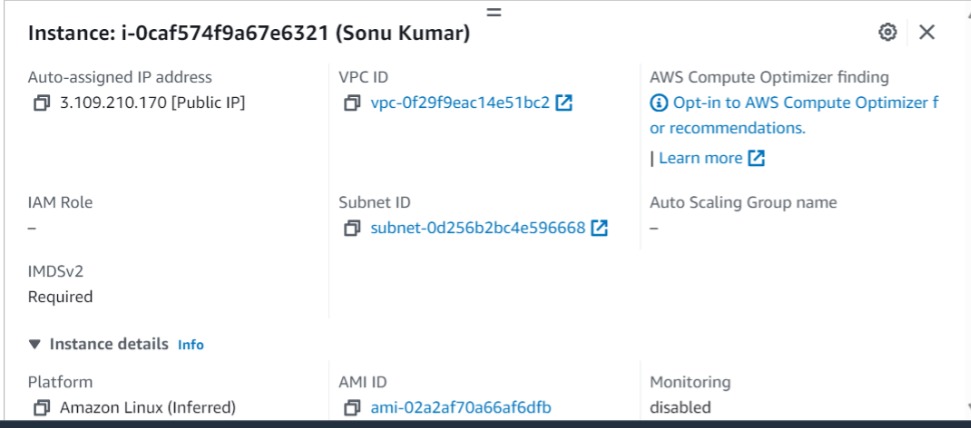 Instance: i-0caf574f9a67e6321 (Sonu Kumar)
Auto-assigned IP address
3.109.210.170 [Public IP]
VPC ID
vpc-0f29f9eac14e51bc2
AWS Compute Optimizer finding
Opt-in to AWS Compute Optimizer f
or recommendations.
| Learn more
IAM Role
–
Subnet ID
subnet-0d256b2bc4e596668
Auto Scaling Group name
–
IMDSv2
Required
Instance details Info
Platform
Amazon Linux (Inferred)
AMI ID
ami-02a2af70a66af6dfb
Monitoring
disabled